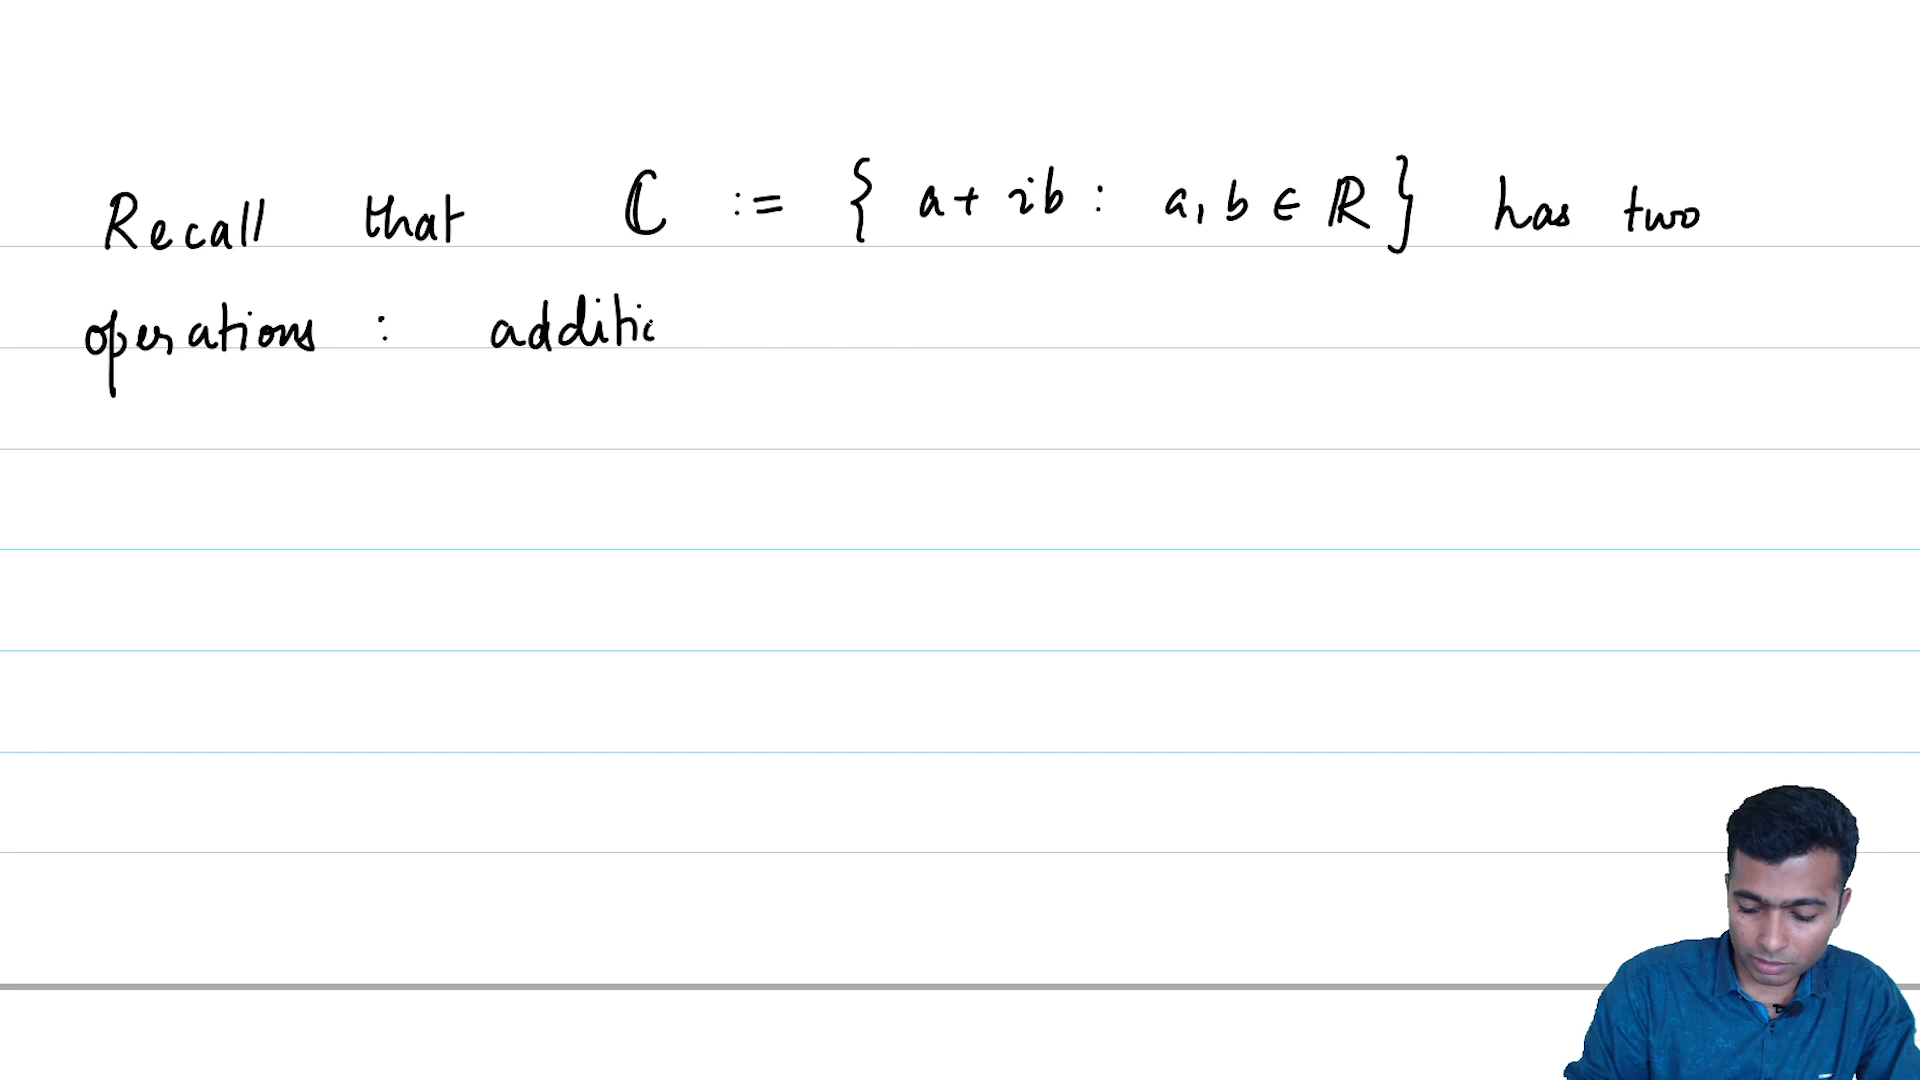 Recall that ℂ := { a + ib : a, b ∈ ℝ } has two
operations : additi